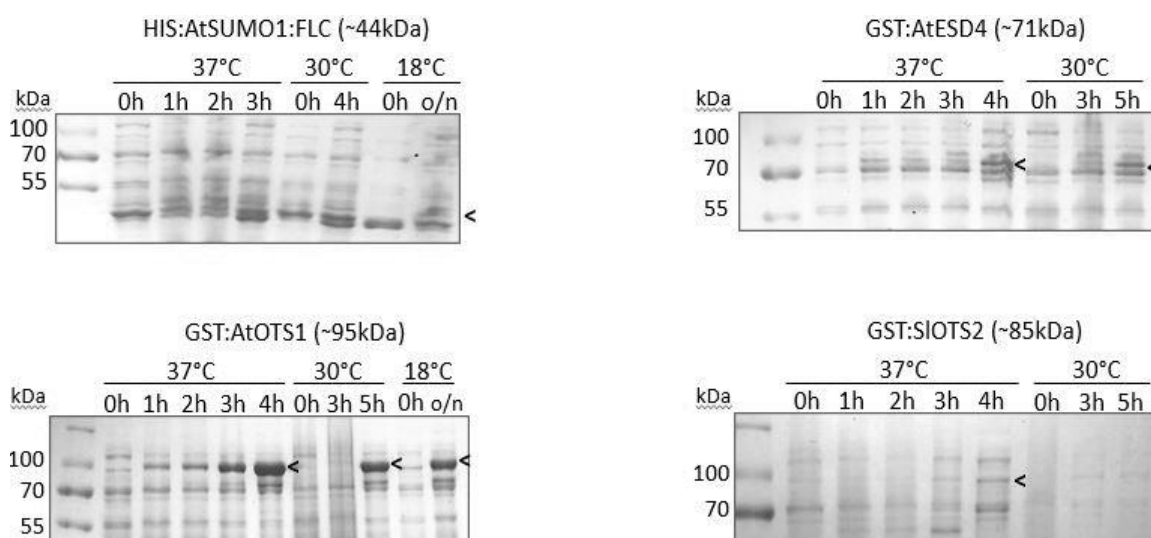 HIS:AtSUMO1:FLC (~44kDa)
37°C 30°C 18°C
kDa 0h 1h 2h 3h 0h 4h 0h o/n
100
70
55
<
GST:AtESD4 (~71kDa)
37°C 30°C
kDa 0h 1h 2h 3h 4h 0h 3h 5h
100
70 < <
55
GST:AtOTS1 (~95kDa)
37°C 30°C 18°C
kDa 0h 1h 2h 3h 4h 0h 3h 5h 0h o/n
100 < < <
70
55
GST:SlOTS2 (~85kDa)
37°C 30°C
kDa 0h 1h 2h 3h 4h 0h 3h 5h
100 <
70